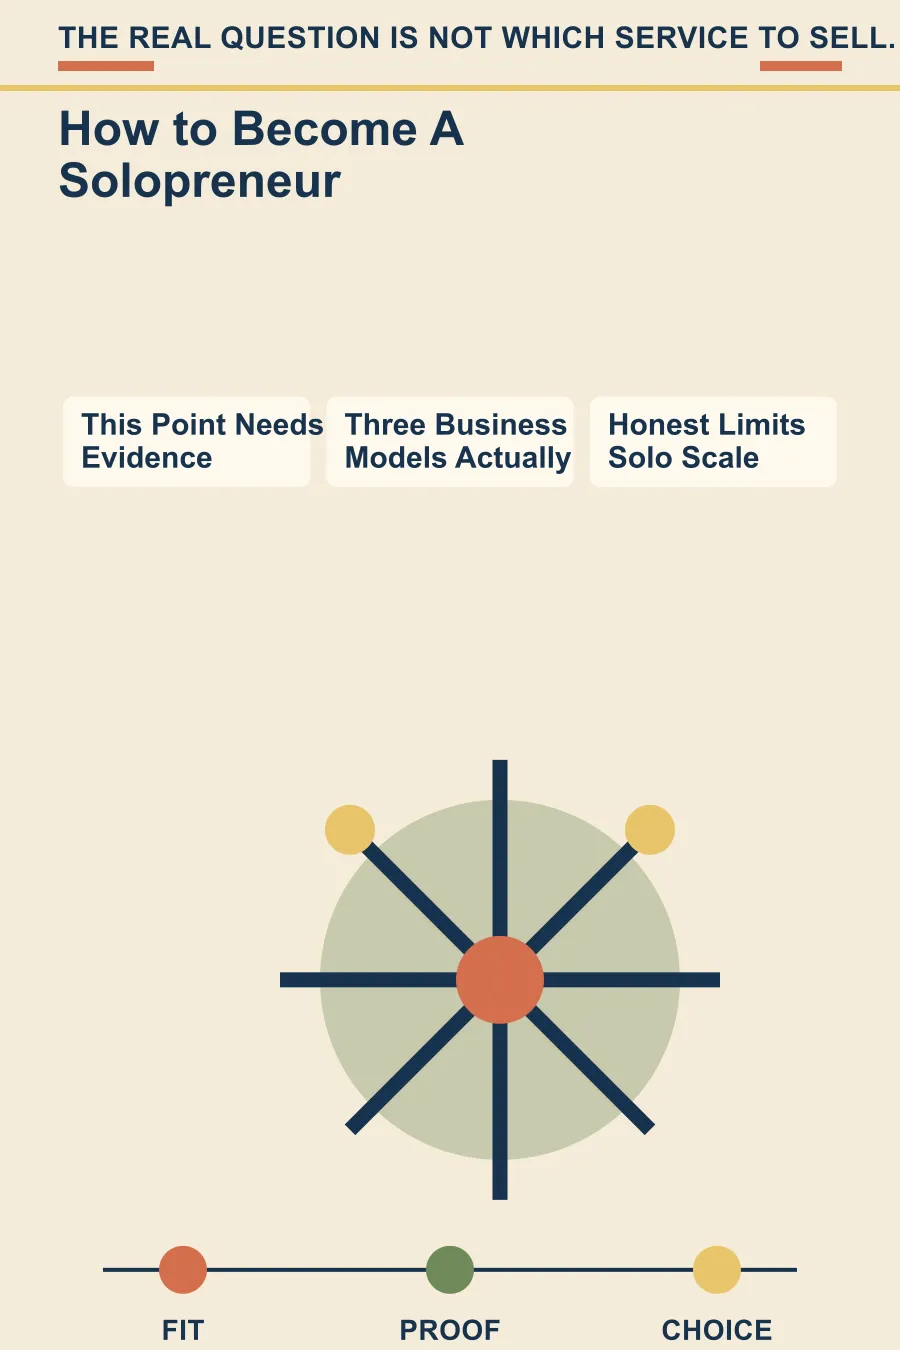 THE REAL QUESTION IS NOT WHICH SERVICE TO SELL.
How to Become A
Solopreneur
This Point Needs
Evidence
Three Business
Models Actually
Honest Limits
Solo Scale
FIT
PROOF
CHOICE